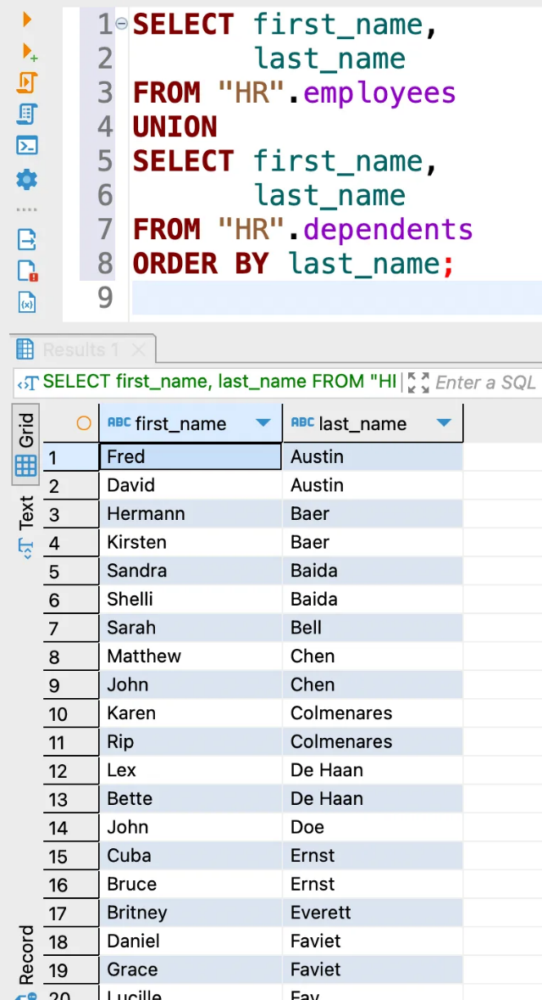 1 SELECT first_name,
2 last_name
3 FROM "HR".employees
4 UNION
5 SELECT first_name,
6 last_name
7 FROM "HR".dependents
8 ORDER BY last_name;
9
Results 1
SELECT first_name, last_name FROM "HI
Enter a SQL
Grid
Text
Record
ABC first_name ABC last_name
1 Fred Austin
2 David Austin
3 Hermann Baer
4 Kirsten Baer
5 Sandra Baida
6 Shelli Baida
7 Sarah Bell
8 Matthew Chen
9 John Chen
10 Karen Colmenares
11 Rip Colmenares
12 Lex De Haan
13 Bette De Haan
14 John Doe
15 Cuba Ernst
16 Bruce Ernst
17 Britney Everett
18 Daniel Faviet
19 Grace Faviet
20 Lucille Fay